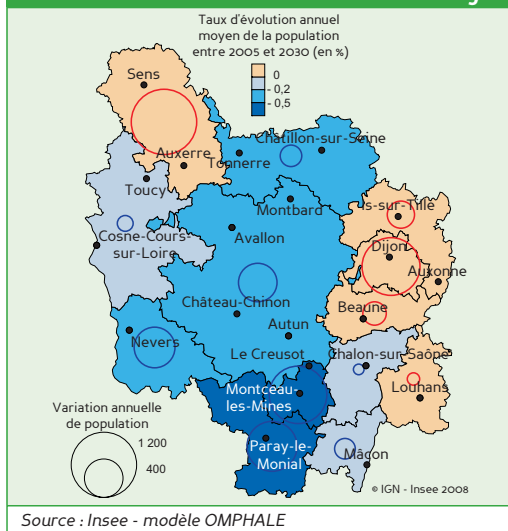 Taux d'évolution annuel
moyen de la population
entre 2005 et 2030 (en %)
0
- 0,2
- 0,5
Sens
Châtillon-sur-Seine
Auxerre
Tonnerre
Toucy
Montbard
Is-sur-Tille
Avallon
Cosne-Cours-
sur-Loire
Dijon
Auxonne
Château-Chinon
Beaune
Autun
Nevers
Le Creusot
Chalon-sur-Saône
Montceau-
les-Mines
Louhans
Variation annuelle
de population
1 200
400
Paray-le-
Monial
Mâcon
© IGN - Insee 2008
Source : Insee - modèle OMPHALE